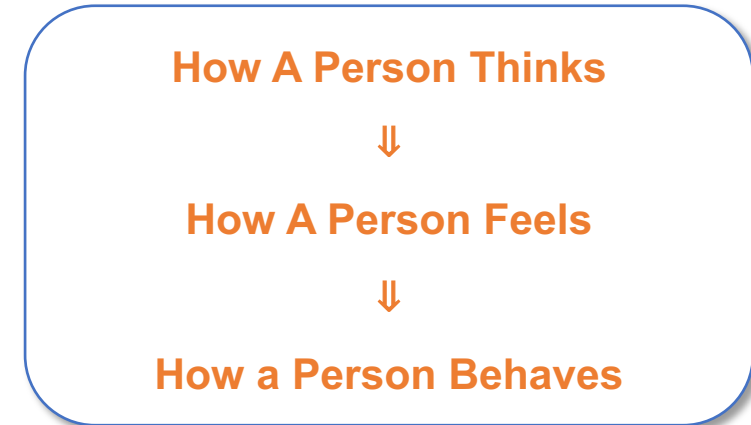 How A Person Thinks
⇓
How A Person Feels
⇓
How a Person Behaves